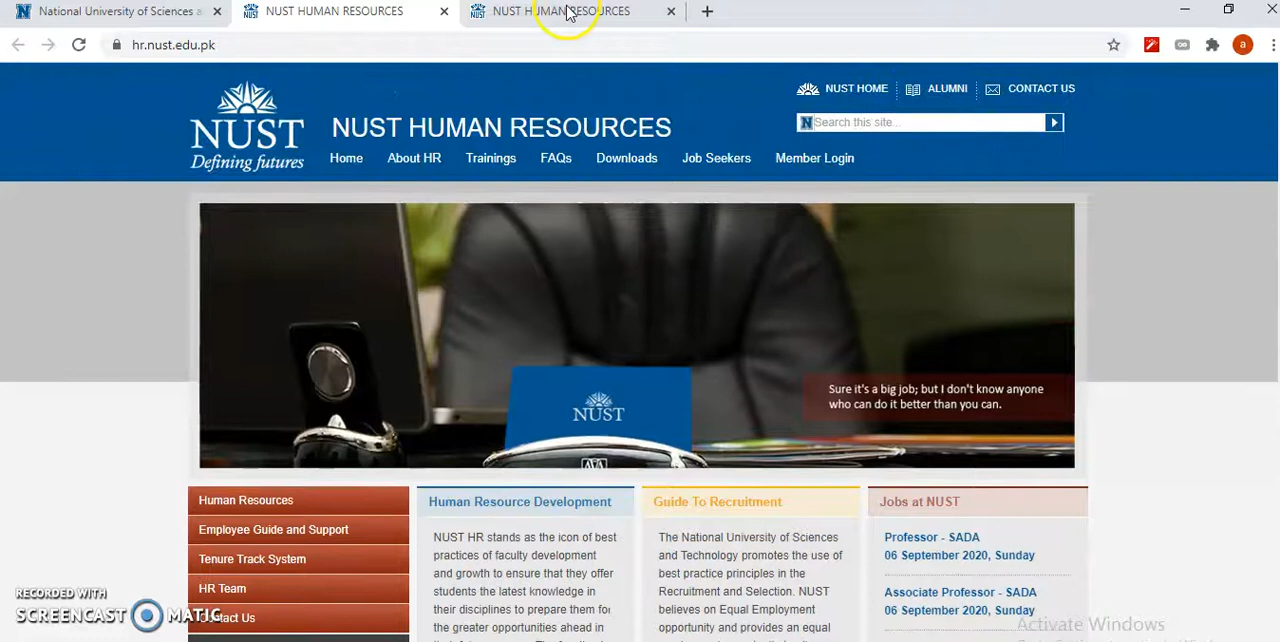 National University of Sciences a
NUST HUMAN RESOURCES
NUST HUMAN RESOURCES
hr.nust.edu.pk
a
NUST HOME
ALUMNI
CONTACT US
NUST
Defining futures
NUST HUMAN RESOURCES
N Search this site...
Home
About HR
Trainings
FAQs
Downloads
Job Seekers
Member Login
Sure it's a big job; but I don't know anyone
who can do it better than you can.
NUST
Human Resources
Employee Guide and Support
Tenure Track System
HR Team
Contact Us
Human Resource Development
NUST HR stands as the icon of best
practices of faculty development
and growth to ensure that they offer
students the latest knowledge in
their disciplines to prepare them for
the greater opportunities ahead in
Guide To Recruitment
The National University of Sciences
and Technology promotes the use of
best practice principles in the
Recruitment and Selection. NUST
believes on Equal Employment
opportunity and provides an equal
Jobs at NUST
Professor - SADA
06 September 2020, Sunday
Associate Professor - SADA
06 September 2020, Sunday
RECORDED WITH
SCREENCAST MATIC
Activate Windows